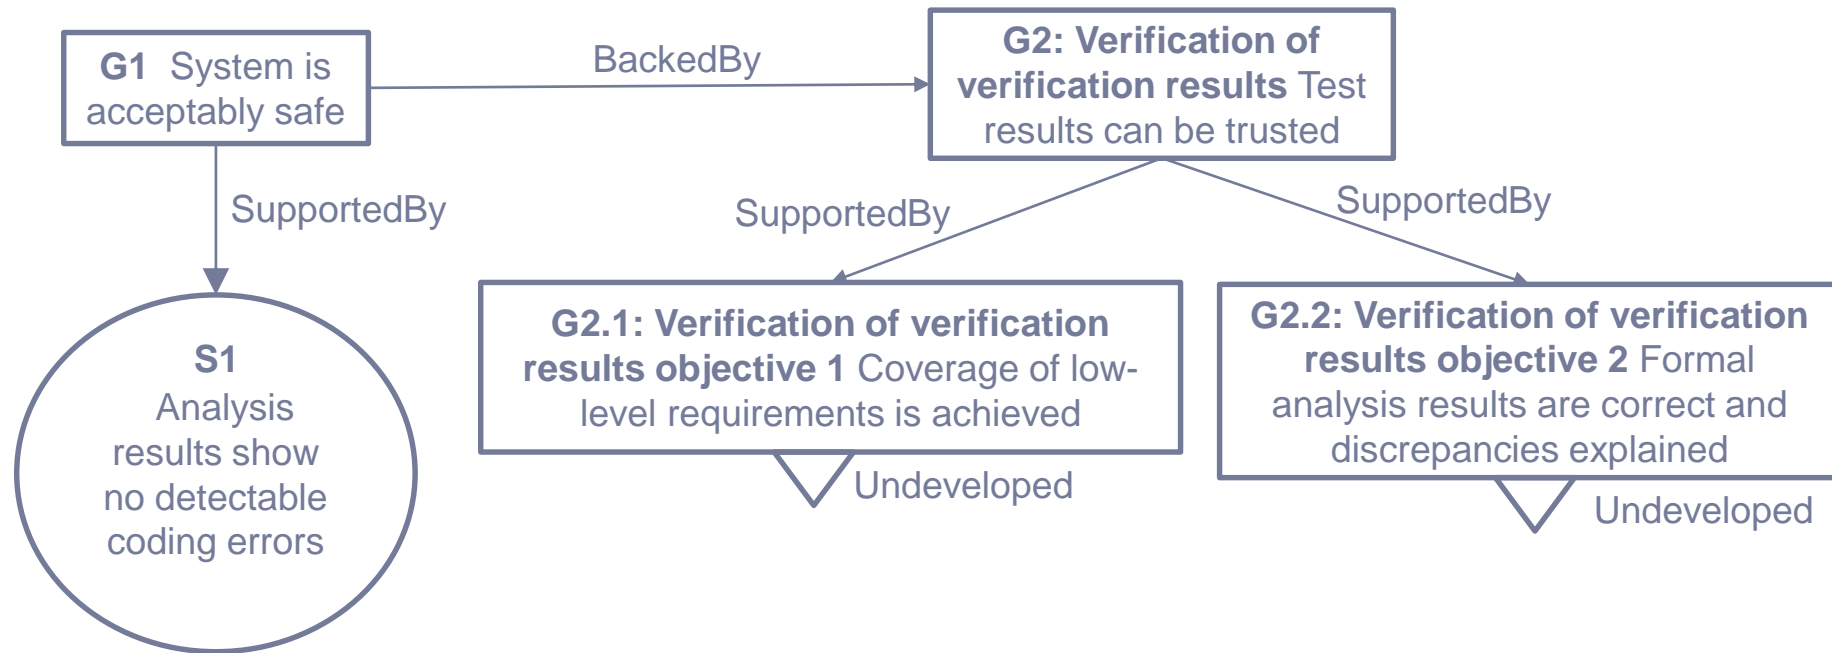 G1 System is
acceptably safe
BackedBy
G2: Verification of
verification results Test
results can be trusted
SupportedBy
SupportedBy
SupportedBy
S1
Analysis
results show
no detectable
coding errors
G2.1: Verification of verification
results objective 1 Coverage of low-
level requirements is achieved
Undeveloped
G2.2: Verification of verification
results objective 2 Formal
analysis results are correct and
discrepancies explained
Undeveloped